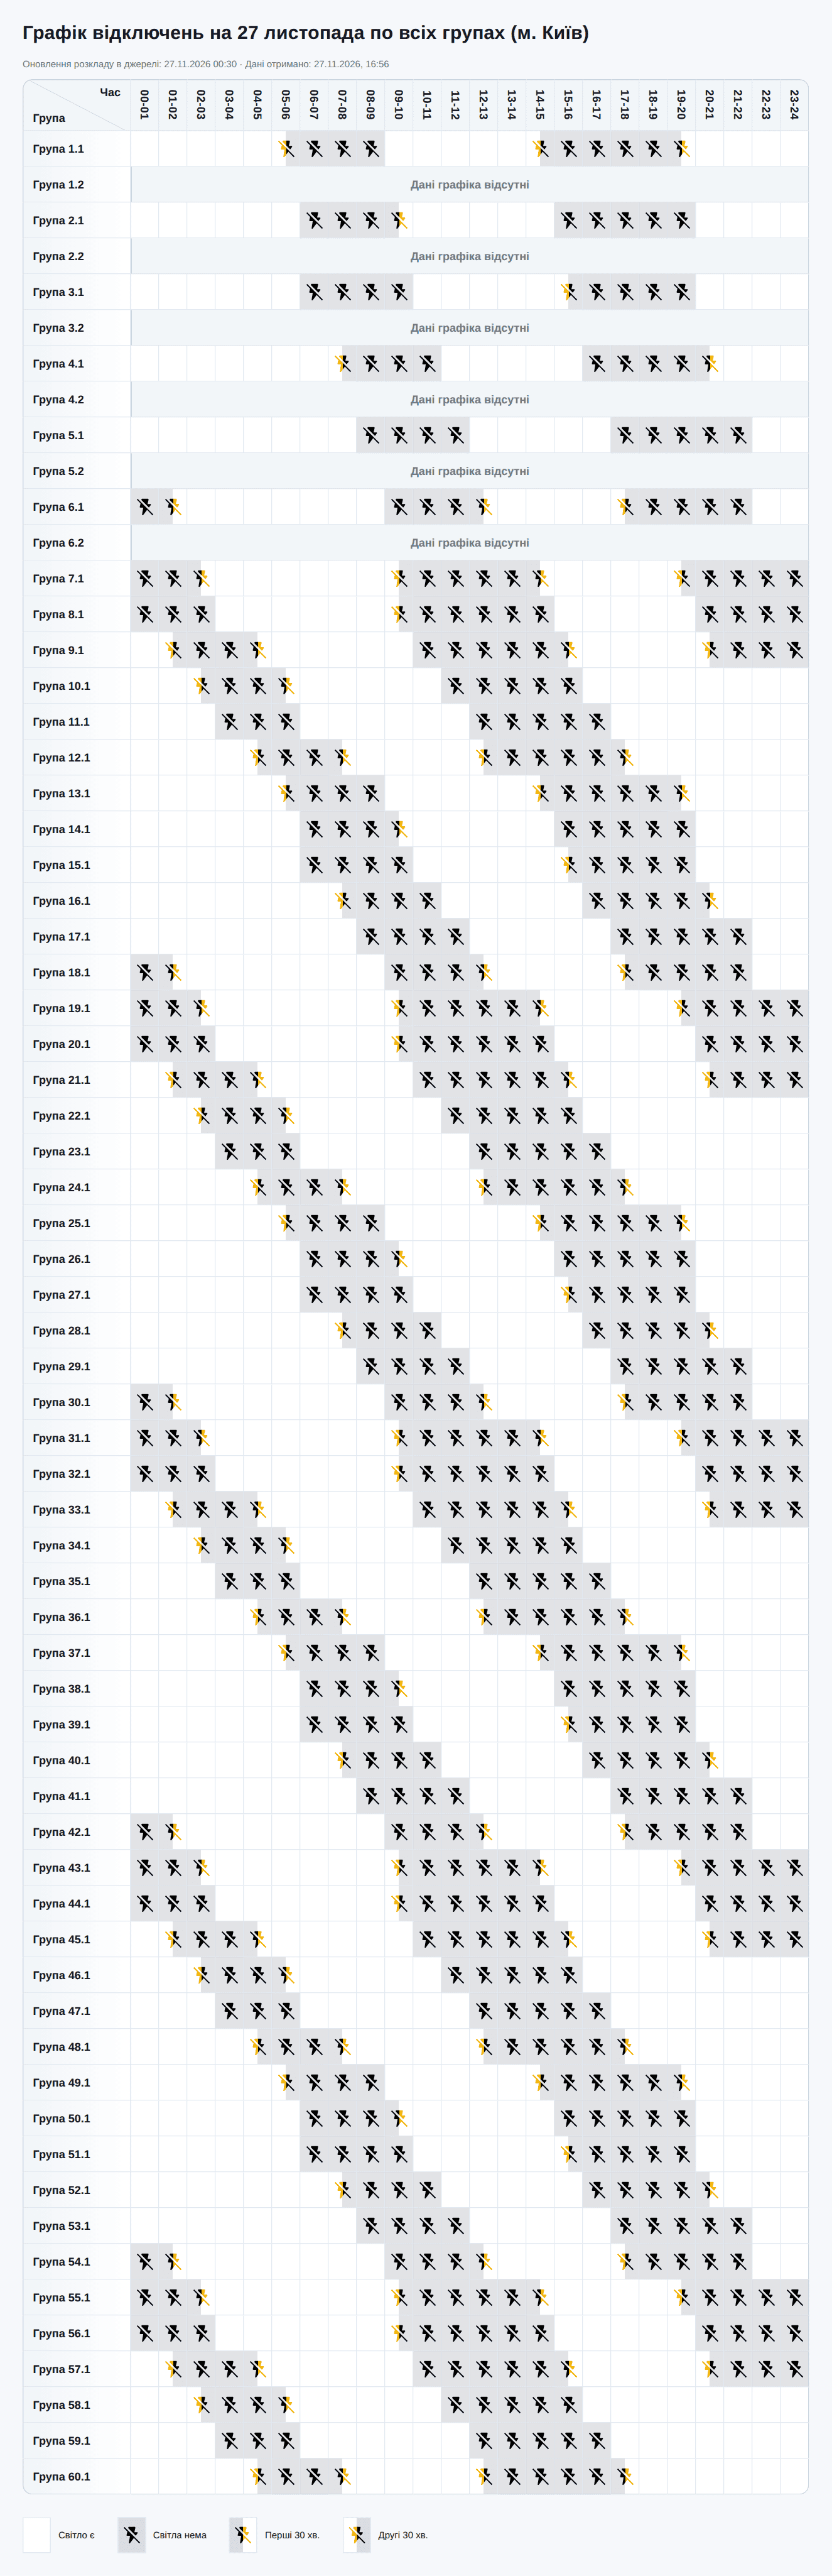 Графік відключень на 27 листопада по всіх групах (м. Київ)
Оновлення розкладу в джерелі: 27.11.2026 00:30 · Дані отримано: 27.11.2026, 16:56
Час
Група
00-01 01-02 02-03 03-04 04-05 05-06 06-07 07-08 08-09 09-10 10-11 11-12 12-13 13-14 14-15 15-16 16-17 17-18 18-19 19-20 20-21 21-22 22-23 23-24
Група 1.1
Група 1.2 Дані графіка відсутні
Група 2.1
Група 2.2 Дані графіка відсутні
Група 3.1
Група 3.2 Дані графіка відсутні
Група 4.1
Група 4.2 Дані графіка відсутні
Група 5.1
Група 5.2 Дані графіка відсутні
Група 6.1
Група 6.2 Дані графіка відсутні
Група 7.1
Група 8.1
Група 9.1
Група 10.1
Група 11.1
Група 12.1
Група 13.1
Група 14.1
Група 15.1
Група 16.1
Група 17.1
Група 18.1
Група 19.1
Група 20.1
Група 21.1
Група 22.1
Група 23.1
Група 24.1
Група 25.1
Група 26.1
Група 27.1
Група 28.1
Група 29.1
Група 30.1
Група 31.1
Група 32.1
Група 33.1
Група 34.1
Група 35.1
Група 36.1
Група 37.1
Група 38.1
Група 39.1
Група 40.1
Група 41.1
Група 42.1
Група 43.1
Група 44.1
Група 45.1
Група 46.1
Група 47.1
Група 48.1
Група 49.1
Група 50.1
Група 51.1
Група 52.1
Група 53.1
Група 54.1
Група 55.1
Група 56.1
Група 57.1
Група 58.1
Група 59.1
Група 60.1
Світло є Світла нема Перші 30 хв. Другі 30 хв.